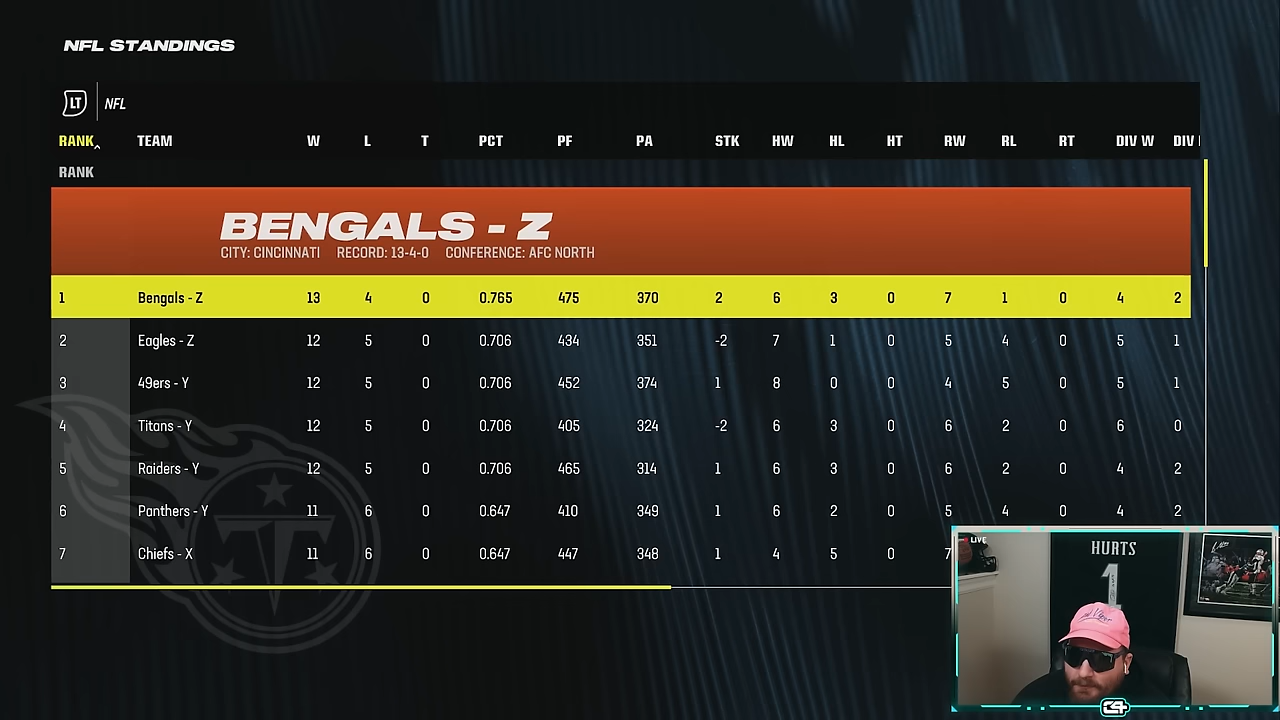 NFL STANDINGS
LT NFL
RANK TEAM W L T PCT PF PA STK HW HL HT RW RL RT DIV W DIV
RANK
BENGALS - Z
CITY: CINCINNATI RECORD: 13-4-0 CONFERENCE: AFC NORTH
1 Bengals - Z 13 4 0 0.765 475 370 2 6 3 0 7 1 0 4 2
2 Eagles - Z 12 5 0 0.706 434 351 -2 7 1 0 5 4 0 5 1
3 49ers - Y 12 5 0 0.706 452 374 1 8 0 0 4 5 0 5 1
4 Titans - Y 12 5 0 0.706 405 324 -2 6 3 0 6 2 0 6 0
5 Raiders - Y 12 5 0 0.706 465 314 1 6 3 0 6 2 0 4 2
6 Panthers - Y 11 6 0 0.647 410 349 1 6 2 0 5 4 0 4 2
7 Chiefs - X 11 6 0 0.647 447 348 1 4 5 0 7
LIVE
HURTS
1